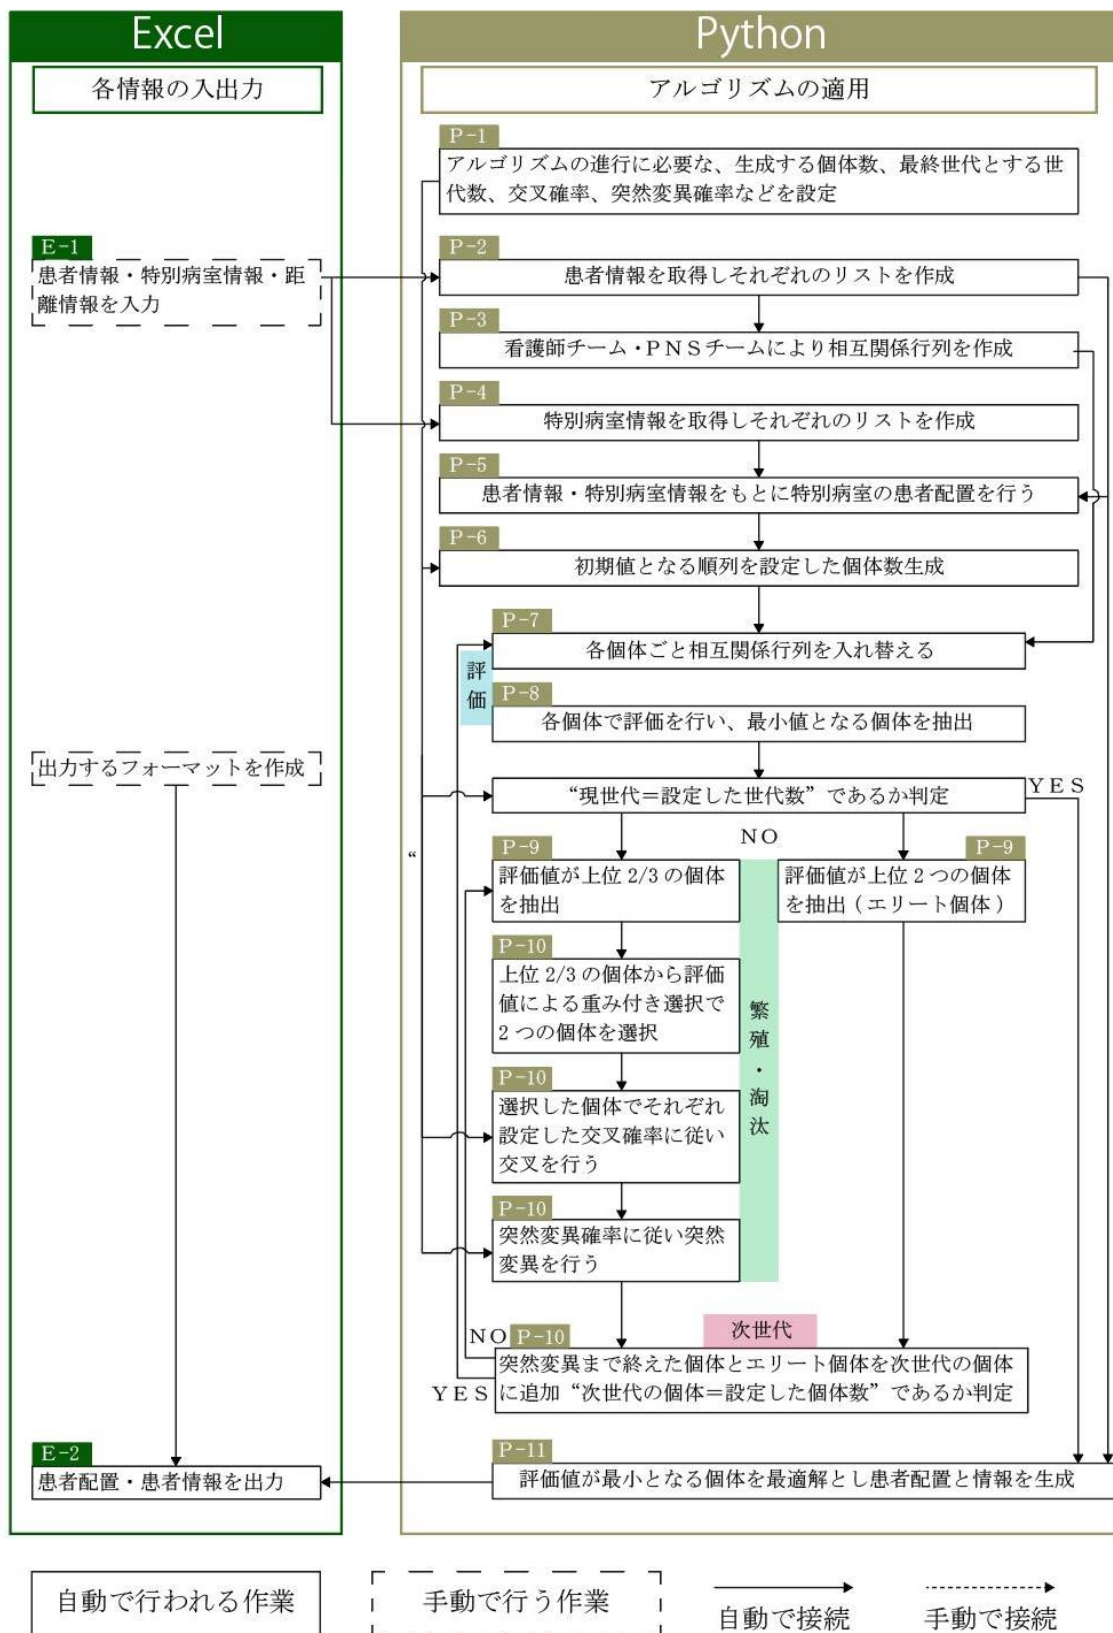 Excel
各情報の入出力
Python
アルゴリズムの適用
P-1
アルゴリズムの進行に必要な、生成する個体数、最終世代とする世
代数、交叉確率、突然変異確率などを設定
E-1
患者情報・特別病室情報・距
離情報を入力
P-2
患者情報を取得しそれぞれのリストを作成
P-3
看護師チーム・ＰＮＳチームにより相互関係行列を作成
P-4
特別病室情報を取得しそれぞれのリストを作成
P-5
患者情報・特別病室情報をもとに特別病室の患者配置を行う
P-6
初期値となる順列を設定した個体数生成
P-7
各個体ごと相互関係行列を入れ替える
評価
P-8
各個体で評価を行い、最小値となる個体を抽出
出力するフォーマットを作成
“現世代＝設定した世代数”であるか判定
ＹＥＳ
NO
“
P-9
評価値が上位 2/3 の個体
を抽出
P-9
評価値が上位 2 つの個体
を抽出 ( エリート個体 )
P-10
上位 2/3 の個体から評価
値による重み付き選択で
2 つの個体を選択
繁殖・淘汰
P-10
選択した個体でそれぞれ
設定した交叉確率に従い
交叉を行う
P-10
突然変異確率に従い突然
変異を行う
次世代
NO
P-10
突然変異まで終えた個体とエリート個体を次世代の個体
に追加“次世代の個体＝設定した個体数”であるか判定
ＹＥＳ
E-2
患者配置・患者情報を出力
P-11
評価値が最小となる個体を最適解とし患者配置と情報を生成
自動で行われる作業
手動で行う作業
自動で接続
手動で接続